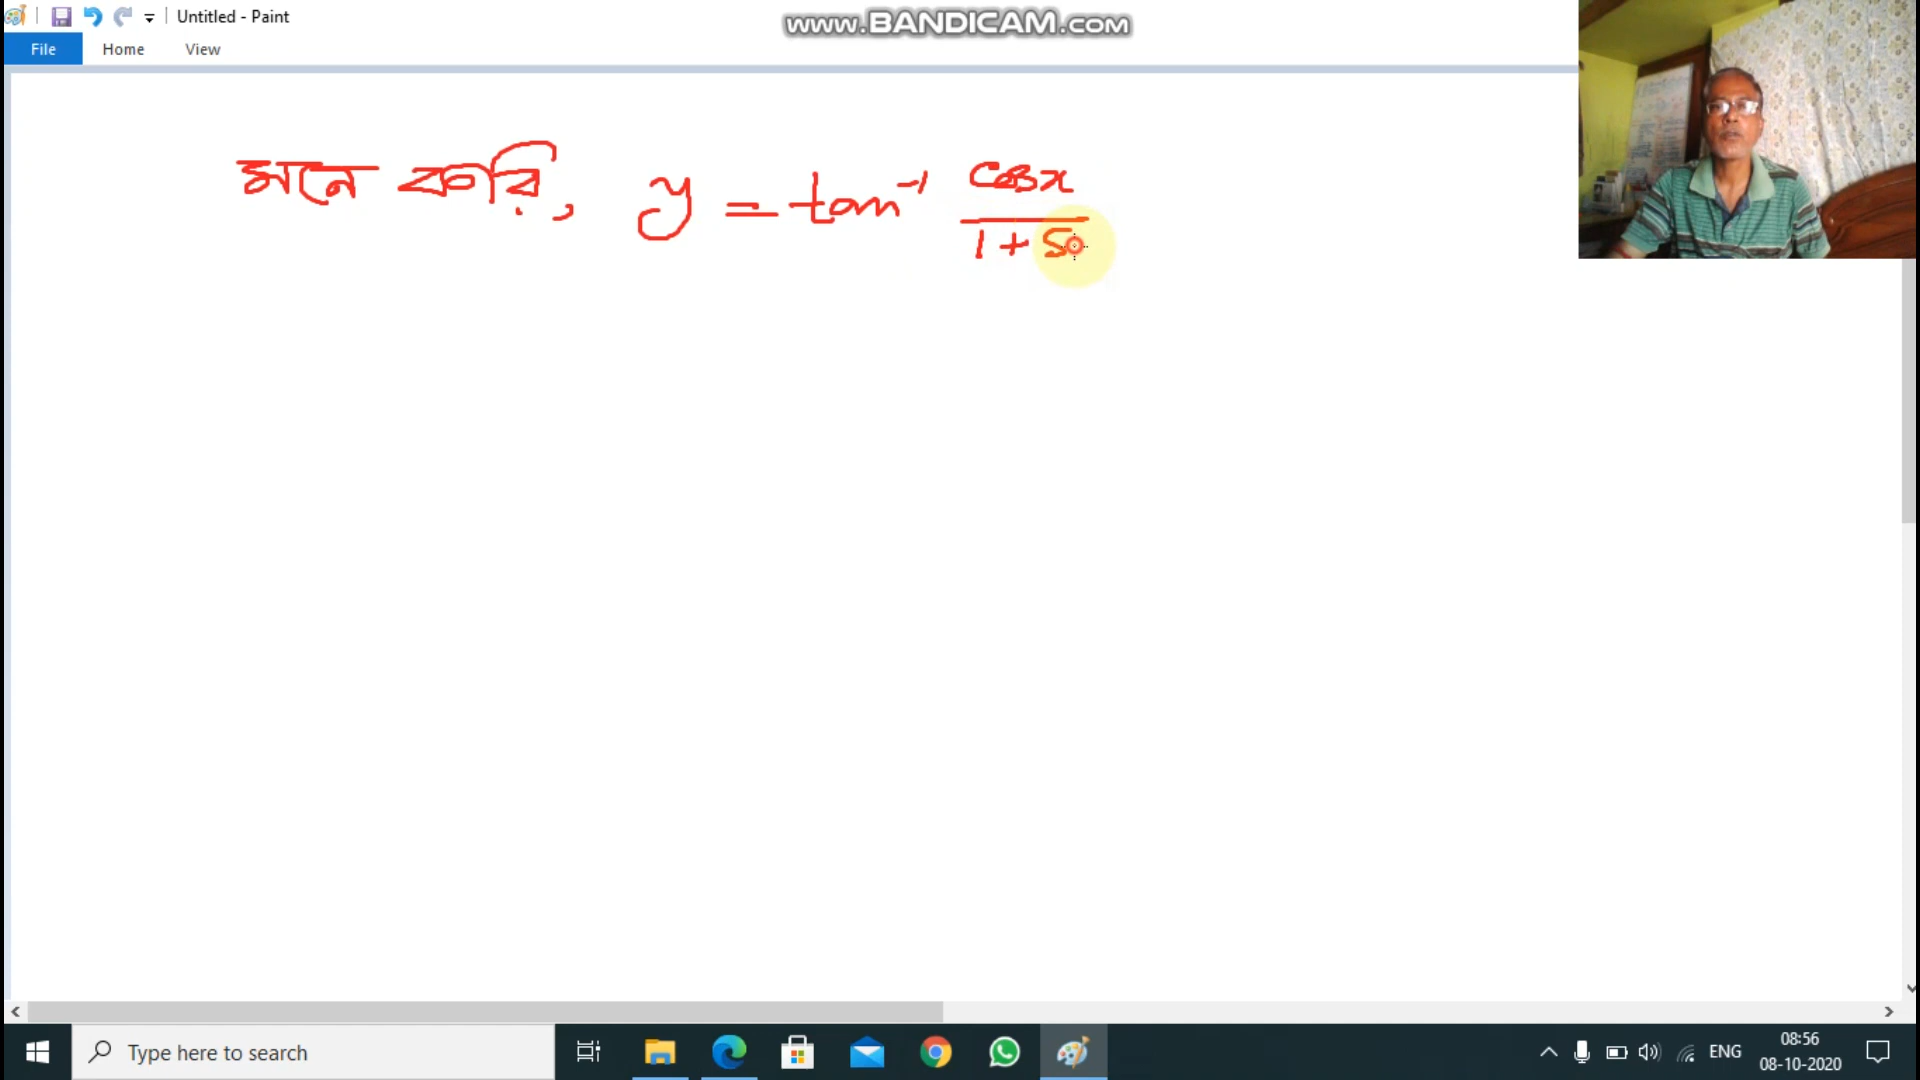 Untitled - Paint
www.BANDICAM.com
File Home View
মনে করি, y = tan⁻¹ cosx / 1 + s
Type here to search
ENG
08:56
08-10-2020